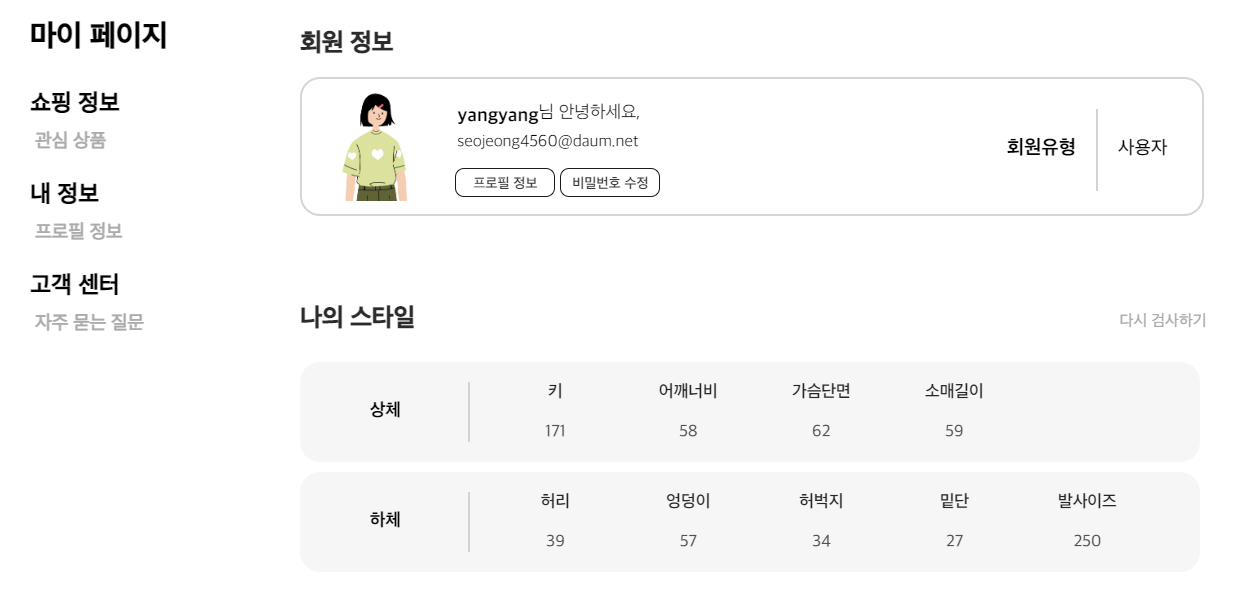 마이 페이지
쇼핑 정보
관심 상품
내 정보
프로필 정보
고객 센터
자주 묻는 질문
회원 정보
yangyang님 안녕하세요,
seojeong4560@daum.net
프로필 정보 비밀번호 수정
회원유형 사용자
나의 스타일 다시 검사하기
상체
키 어깨너비 가슴단면 소매길이
171 58 62 59
하체
허리 엉덩이 허벅지 밑단 발사이즈
39 57 34 27 250